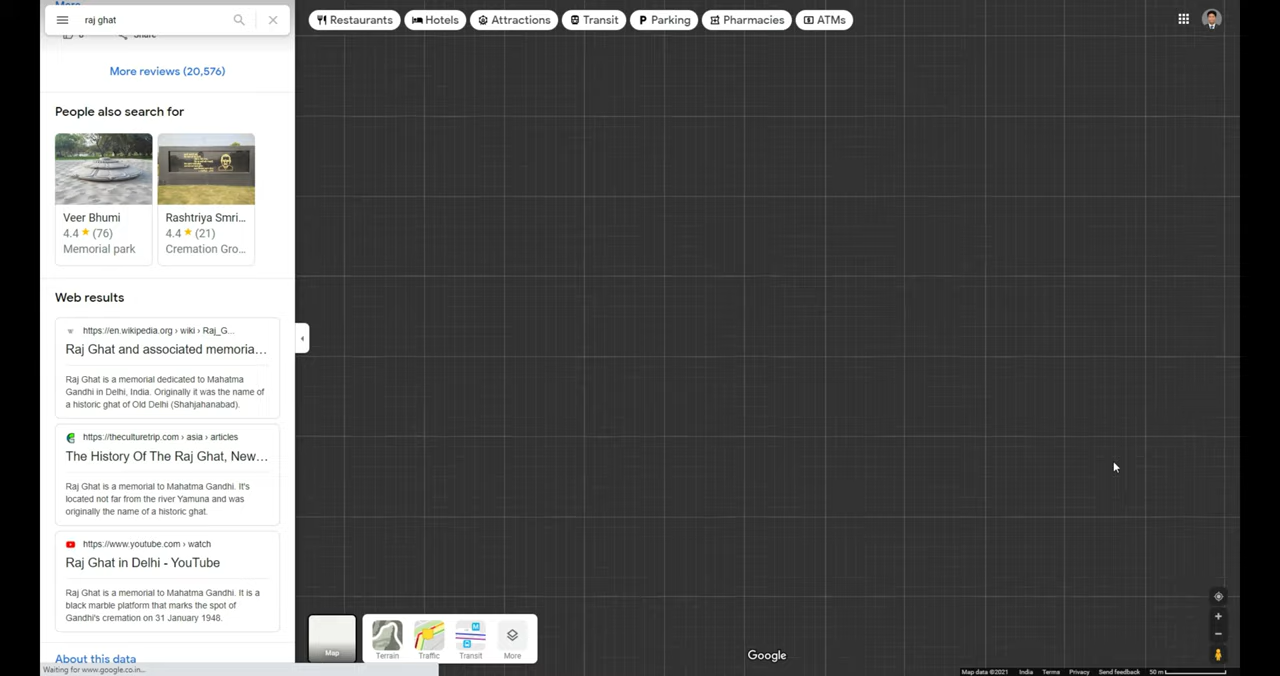 raj ghat
Restaurants
Hotels
Attractions
Transit
Parking
Pharmacies
ATMs
More reviews (20,576)
People also search for
Veer Bhumi
4.4 ★ (76)
Memorial park
Rashtriya Smri...
4.4 ★ (21)
Cremation Gro...
Web results
https://en.wikipedia.org › wiki › Raj_G...
Raj Ghat and associated memoria...
Raj Ghat is a memorial dedicated to Mahatma
Gandhi in Delhi, India. Originally it was the name of
a historic ghat of Old Delhi (Shahjahanabad).
https://theculturetrip.com › asia › articles
The History Of The Raj Ghat, New...
Raj Ghat is a memorial to Mahatma Gandhi. It's
located not far from the river Yamuna and was
originally the name of a historic ghat.
https://www.youtube.com › watch
Raj Ghat in Delhi - YouTube
Raj Ghat is a memorial to Mahatma Gandhi. It is a
black marble platform that marks the spot of
Gandhi's cremation on 31 January 1948.
About this data
Waiting for www.google.co.in...
Map
Terrain
Traffic
Transit
More
Google
Map data ©2021 India Terms Privacy Send feedback 50 m